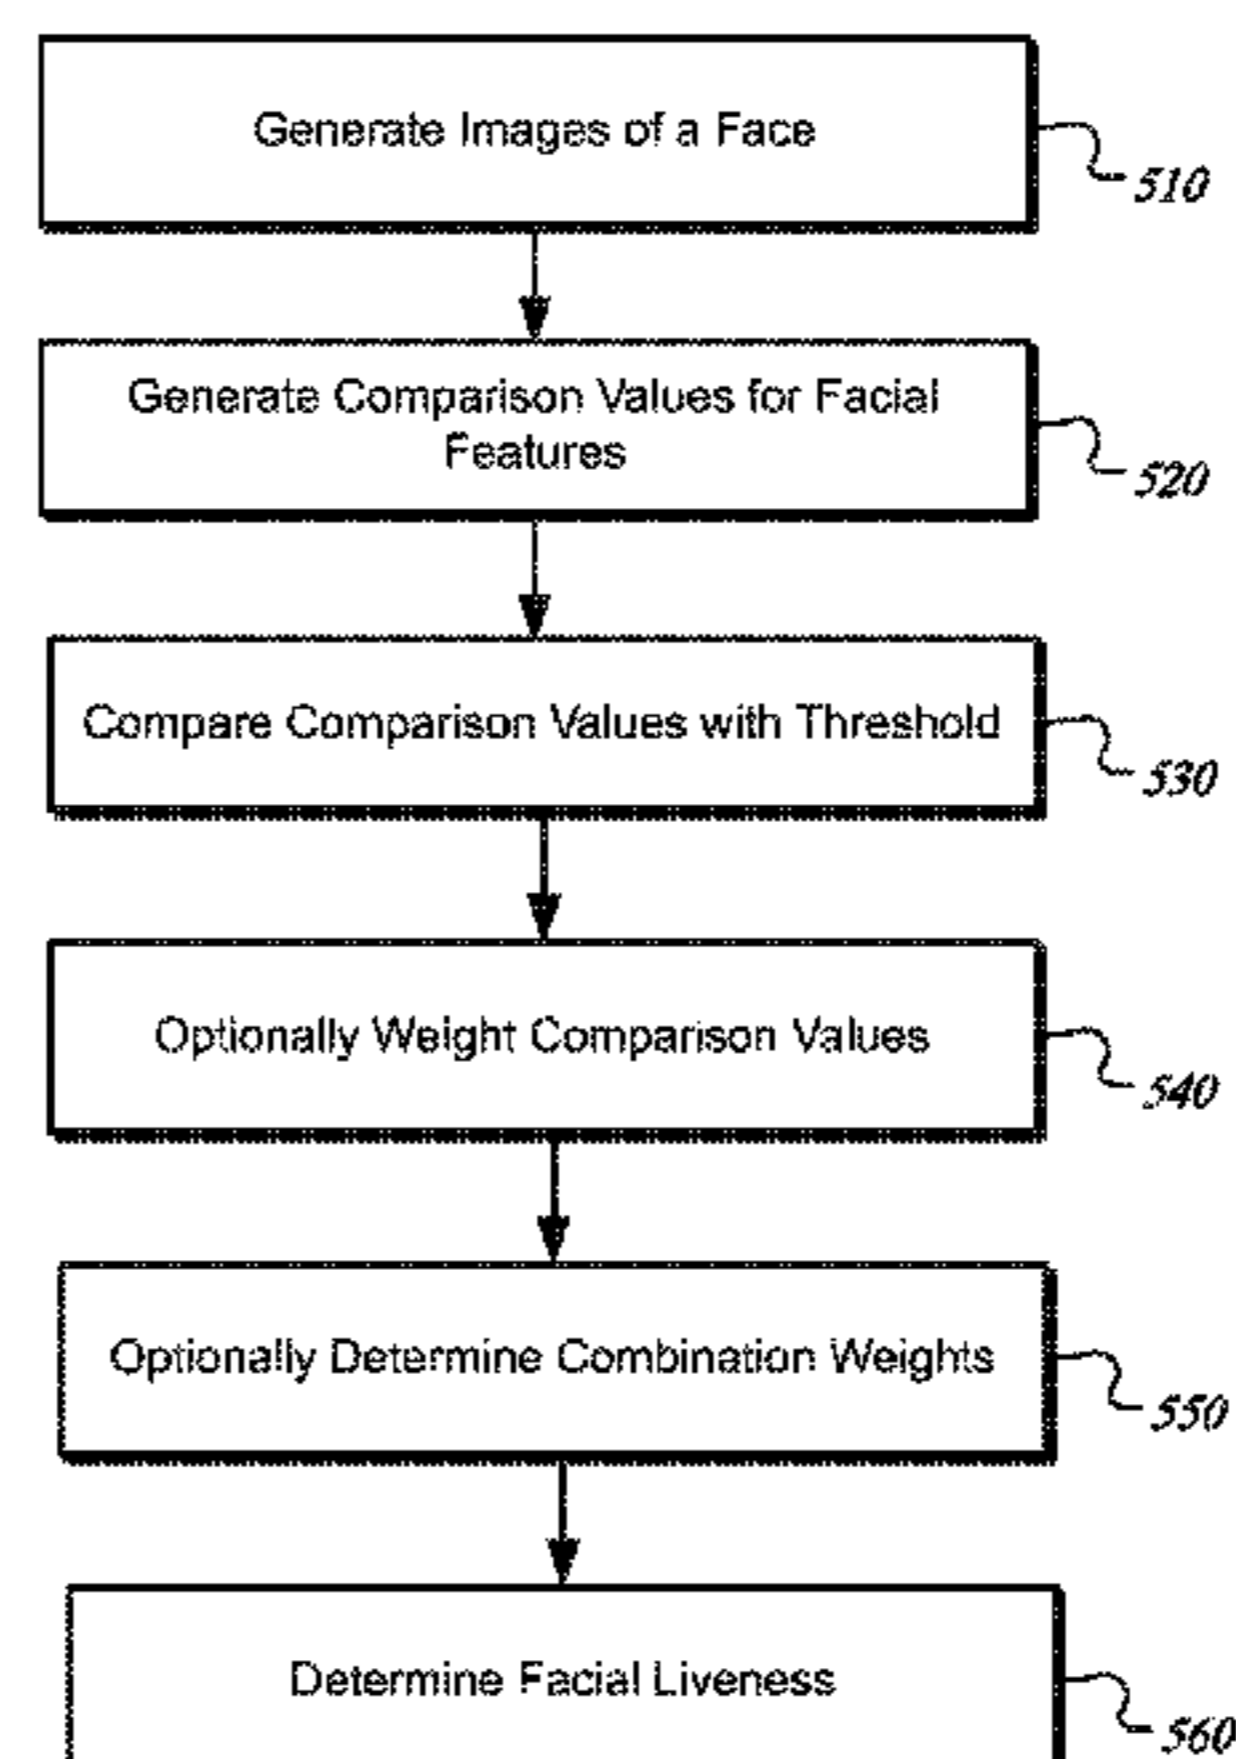 Generate Images of a Face
510
Generate Comparison Values for Facial
Features
520
Compare Comparison Values with Threshold
530
Optionally Weight Comparison Values
540
Optionally Determine Combination Weights
550
Determine Facial Liveness
560